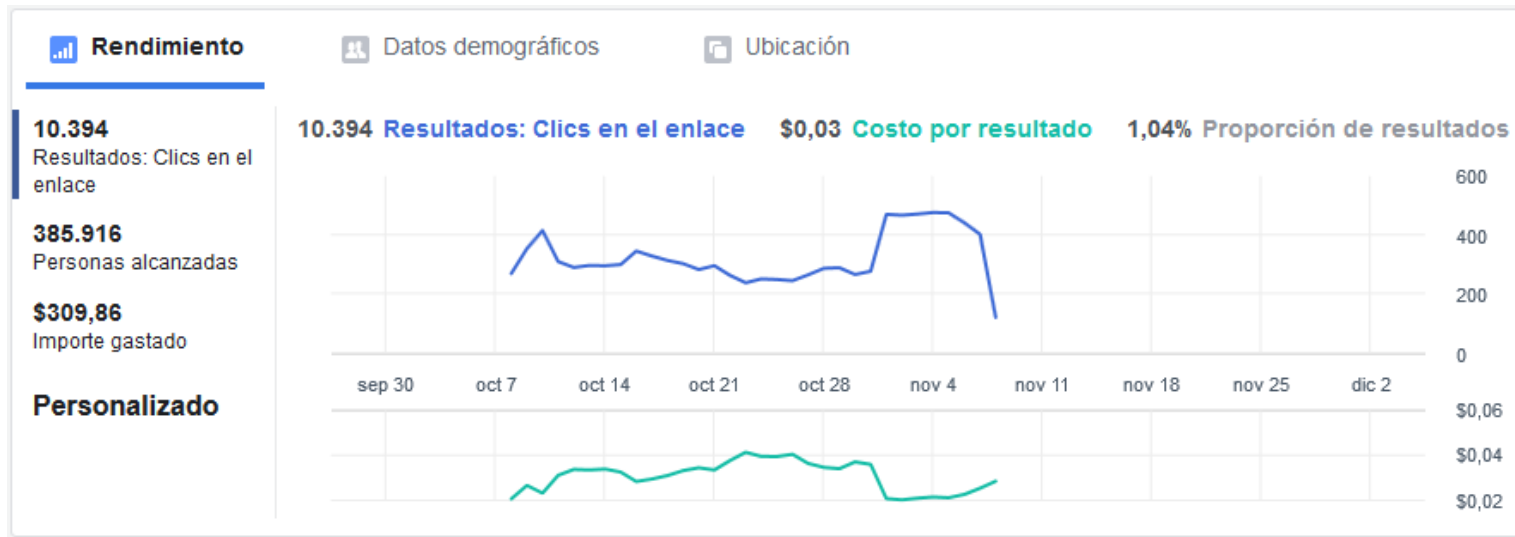 Rendimiento Datos demográficos Ubicación
10.394
Resultados: Clics en el
enlace
385.916
Personas alcanzadas
$309,86
Importe gastado
Personalizado
10.394 Resultados: Clics en el enlace $0,03 Costo por resultado 1,04% Proporción de resultados
600
400
200
0
sep 30 oct 7 oct 14 oct 21 oct 28 nov 4 nov 11 nov 18 nov 25 dic 2
$0,06
$0,04
$0,02